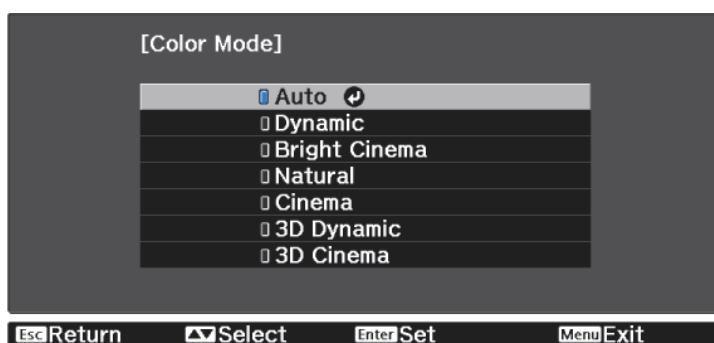 [Color Mode]
Auto
Dynamic
Bright Cinema
Natural
Cinema
3D Dynamic
3D Cinema
Esc Return ▲▼ Select Enter Set Menu Exit